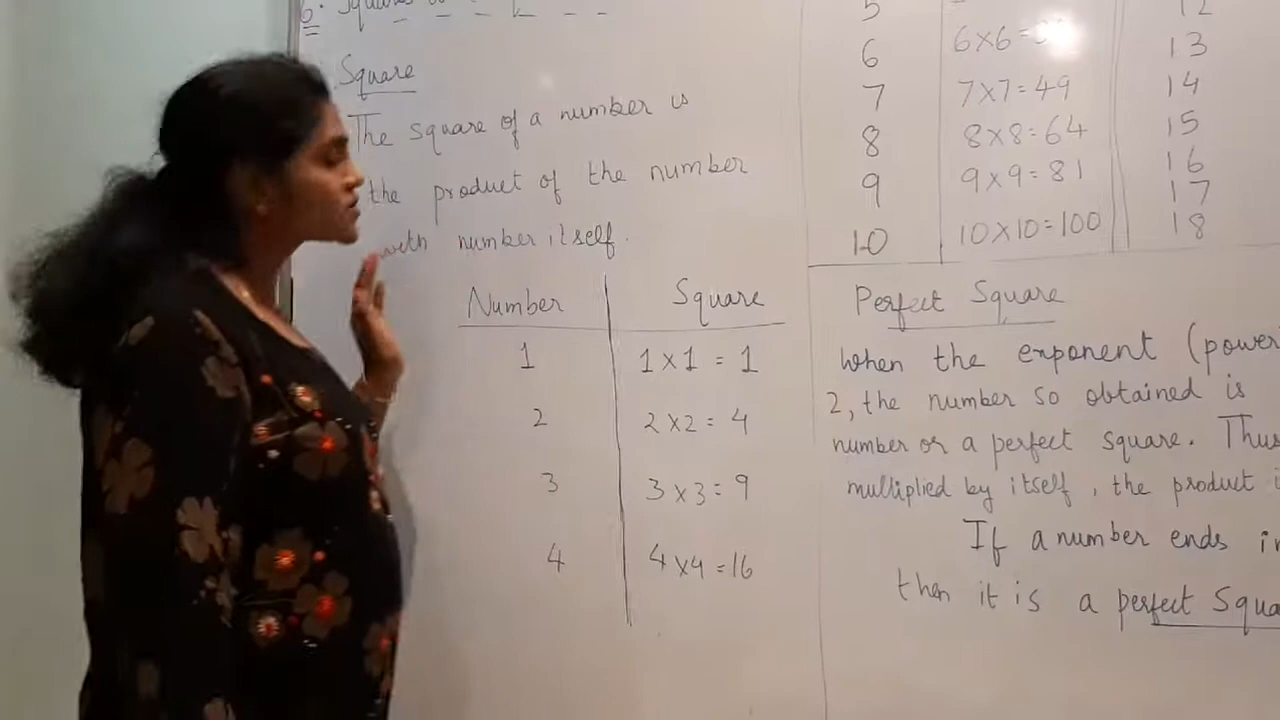 6. Squares
Square
The square of a number is
the product of the number
with number itself.
Number Square
1 1 x 1 = 1
2 2 x 2 = 4
3 3 x 3 = 9
4 4 x 4 = 16
5 12
6 6 x 6 = 13
7 7 x 7 = 49 14
8 8 x 8 = 64 15
9 9 x 9 = 81 16
17
10 10 x 10 = 100 18
Perfect Square
When the exponent (power
2, the number so obtained is
number or a perfect square. Thus
multiplied by itself, the product i
If a number ends in
then it is a perfect Squa